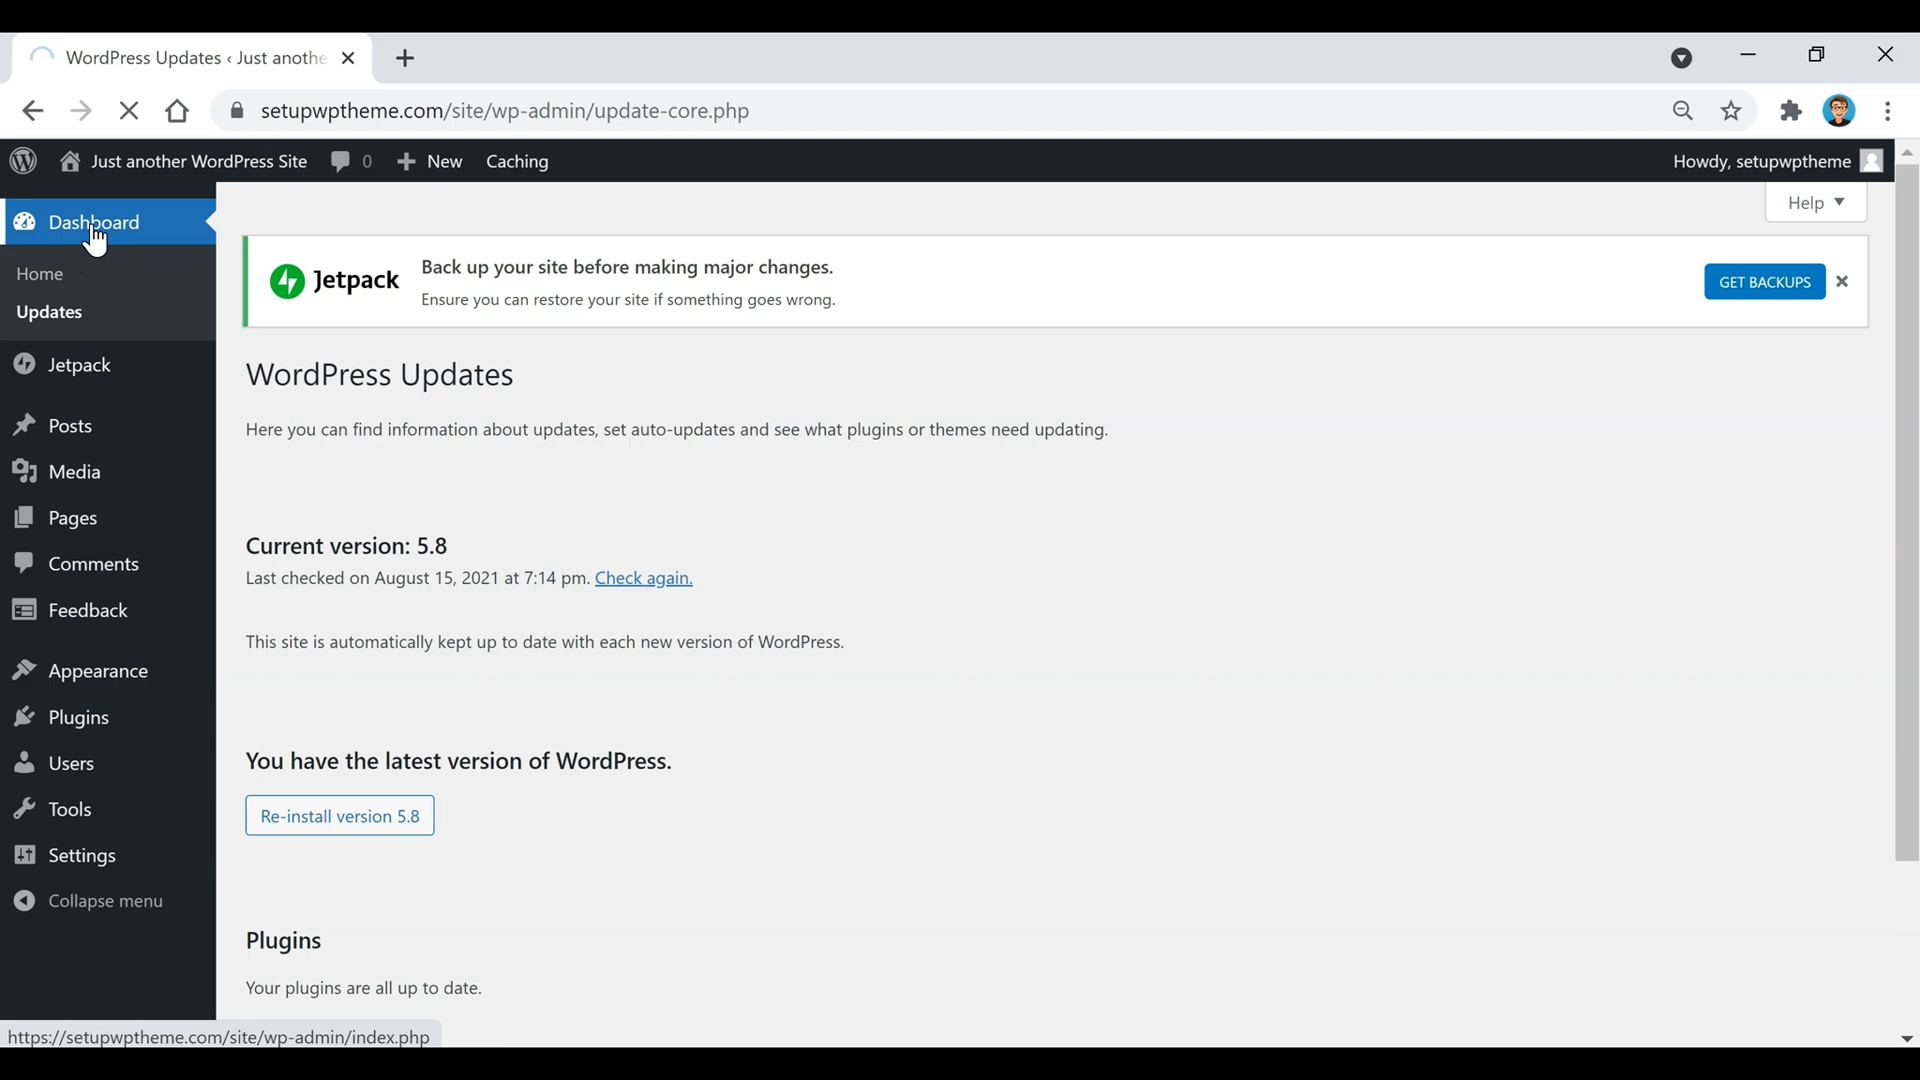 WordPress Updates ‹ Just anothe
setupwptheme.com/site/wp-admin/update-core.php
Just another WordPress Site 0 New Caching Howdy, setupwptheme
Help
Dashboard
Home
Updates
Jetpack
Posts
Media
Pages
Comments
Feedback
Appearance
Plugins
Users
Tools
Settings
Collapse menu
Jetpack
Back up your site before making major changes.
Ensure you can restore your site if something goes wrong.
GET BACKUPS
WordPress Updates
Here you can find information about updates, set auto-updates and see what plugins or themes need updating.
Current version: 5.8
Last checked on August 15, 2021 at 7:14 pm. Check again.
This site is automatically kept up to date with each new version of WordPress.
You have the latest version of WordPress.
Re-install version 5.8
Plugins
Your plugins are all up to date.
https://setupwptheme.com/site/wp-admin/index.php